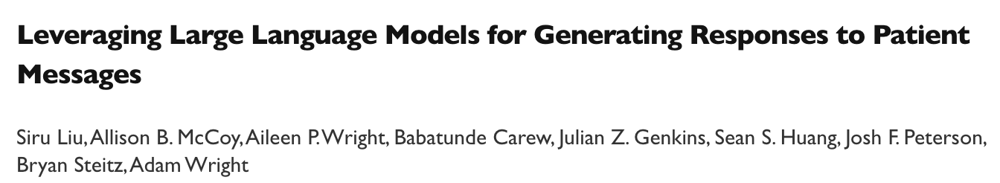 Leveraging Large Language Models for Generating Responses to Patient
Messages
Siru Liu, Allison B. McCoy, Aileen P. Wright, Babatunde Carew, Julian Z. Genkins, Sean S. Huang, Josh F. Peterson,
Bryan Steitz, Adam Wright